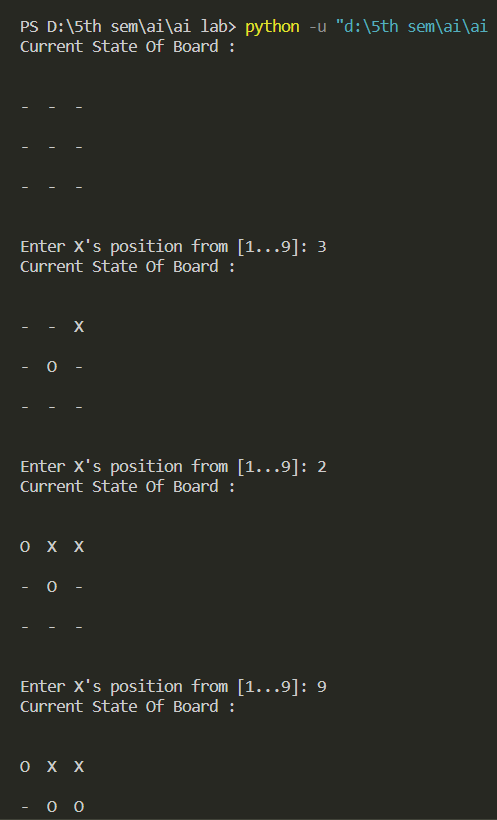 PS D:\5th sem\ai\ai lab> python -u "d:\5th sem\ai\ai
Current State Of Board :
- - -
- - -
- - -
Enter X's position from [1...9]: 3
Current State Of Board :
- - X
- O -
- - -
Enter X's position from [1...9]: 2
Current State Of Board :
O X X
- O -
- - -
Enter X's position from [1...9]: 9
Current State Of Board :
O X X
- O O